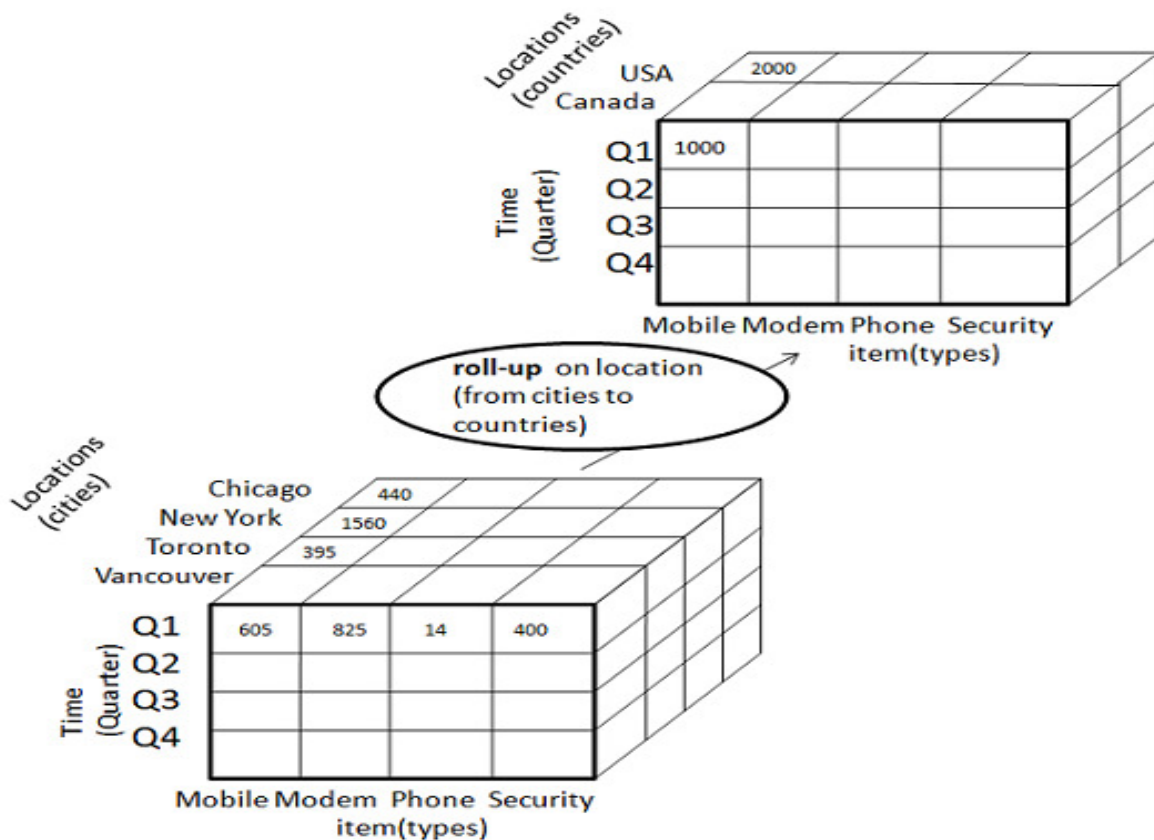 Locations
(countries)
USA
Canada
2000
Time
(Quarter)
Q1
Q2
Q3
Q4
1000
Mobile Modem Phone Security
item(types)
roll-up on location
(from cities to
countries)
Locations
(cities)
Chicago
New York
Toronto
Vancouver
440
1560
395
Time
(Quarter)
Q1
Q2
Q3
Q4
605 825 14 400
Mobile Modem Phone Security
item(types)